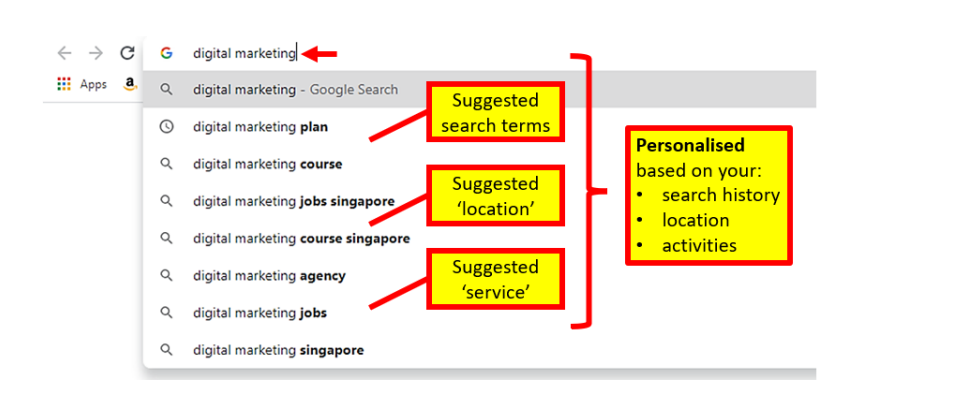 digital marketing
Apps
digital marketing - Google Search
digital marketing plan
digital marketing course
digital marketing jobs singapore
digital marketing course singapore
digital marketing agency
digital marketing jobs
digital marketing singapore
Suggested
search terms
Suggested
‘location’
Suggested
‘service’
Personalised
based on your:
• search history
• location
• activities